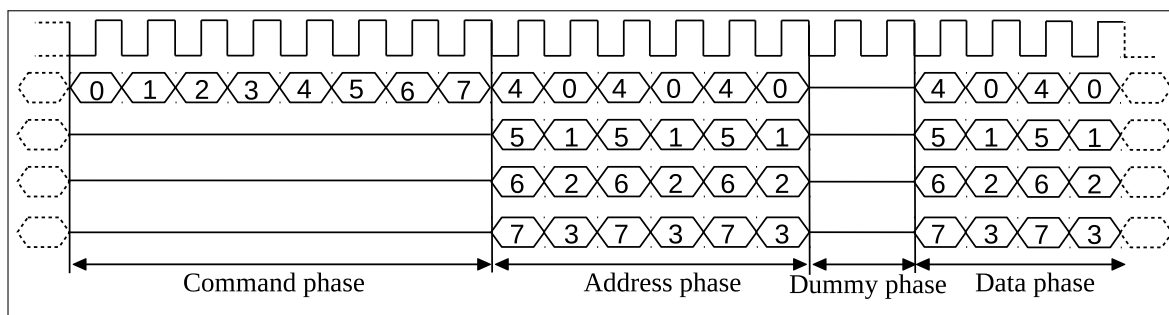 0 1 2 3 4 5 6 7 4 0 4 0 4 0 4 0 4 0
5 1 5 1 5 1 5 1 5 1
6 2 6 2 6 2 6 2 6 2
7 3 7 3 7 3 7 3 7 3
Command phase Address phase Dummy phase Data phase